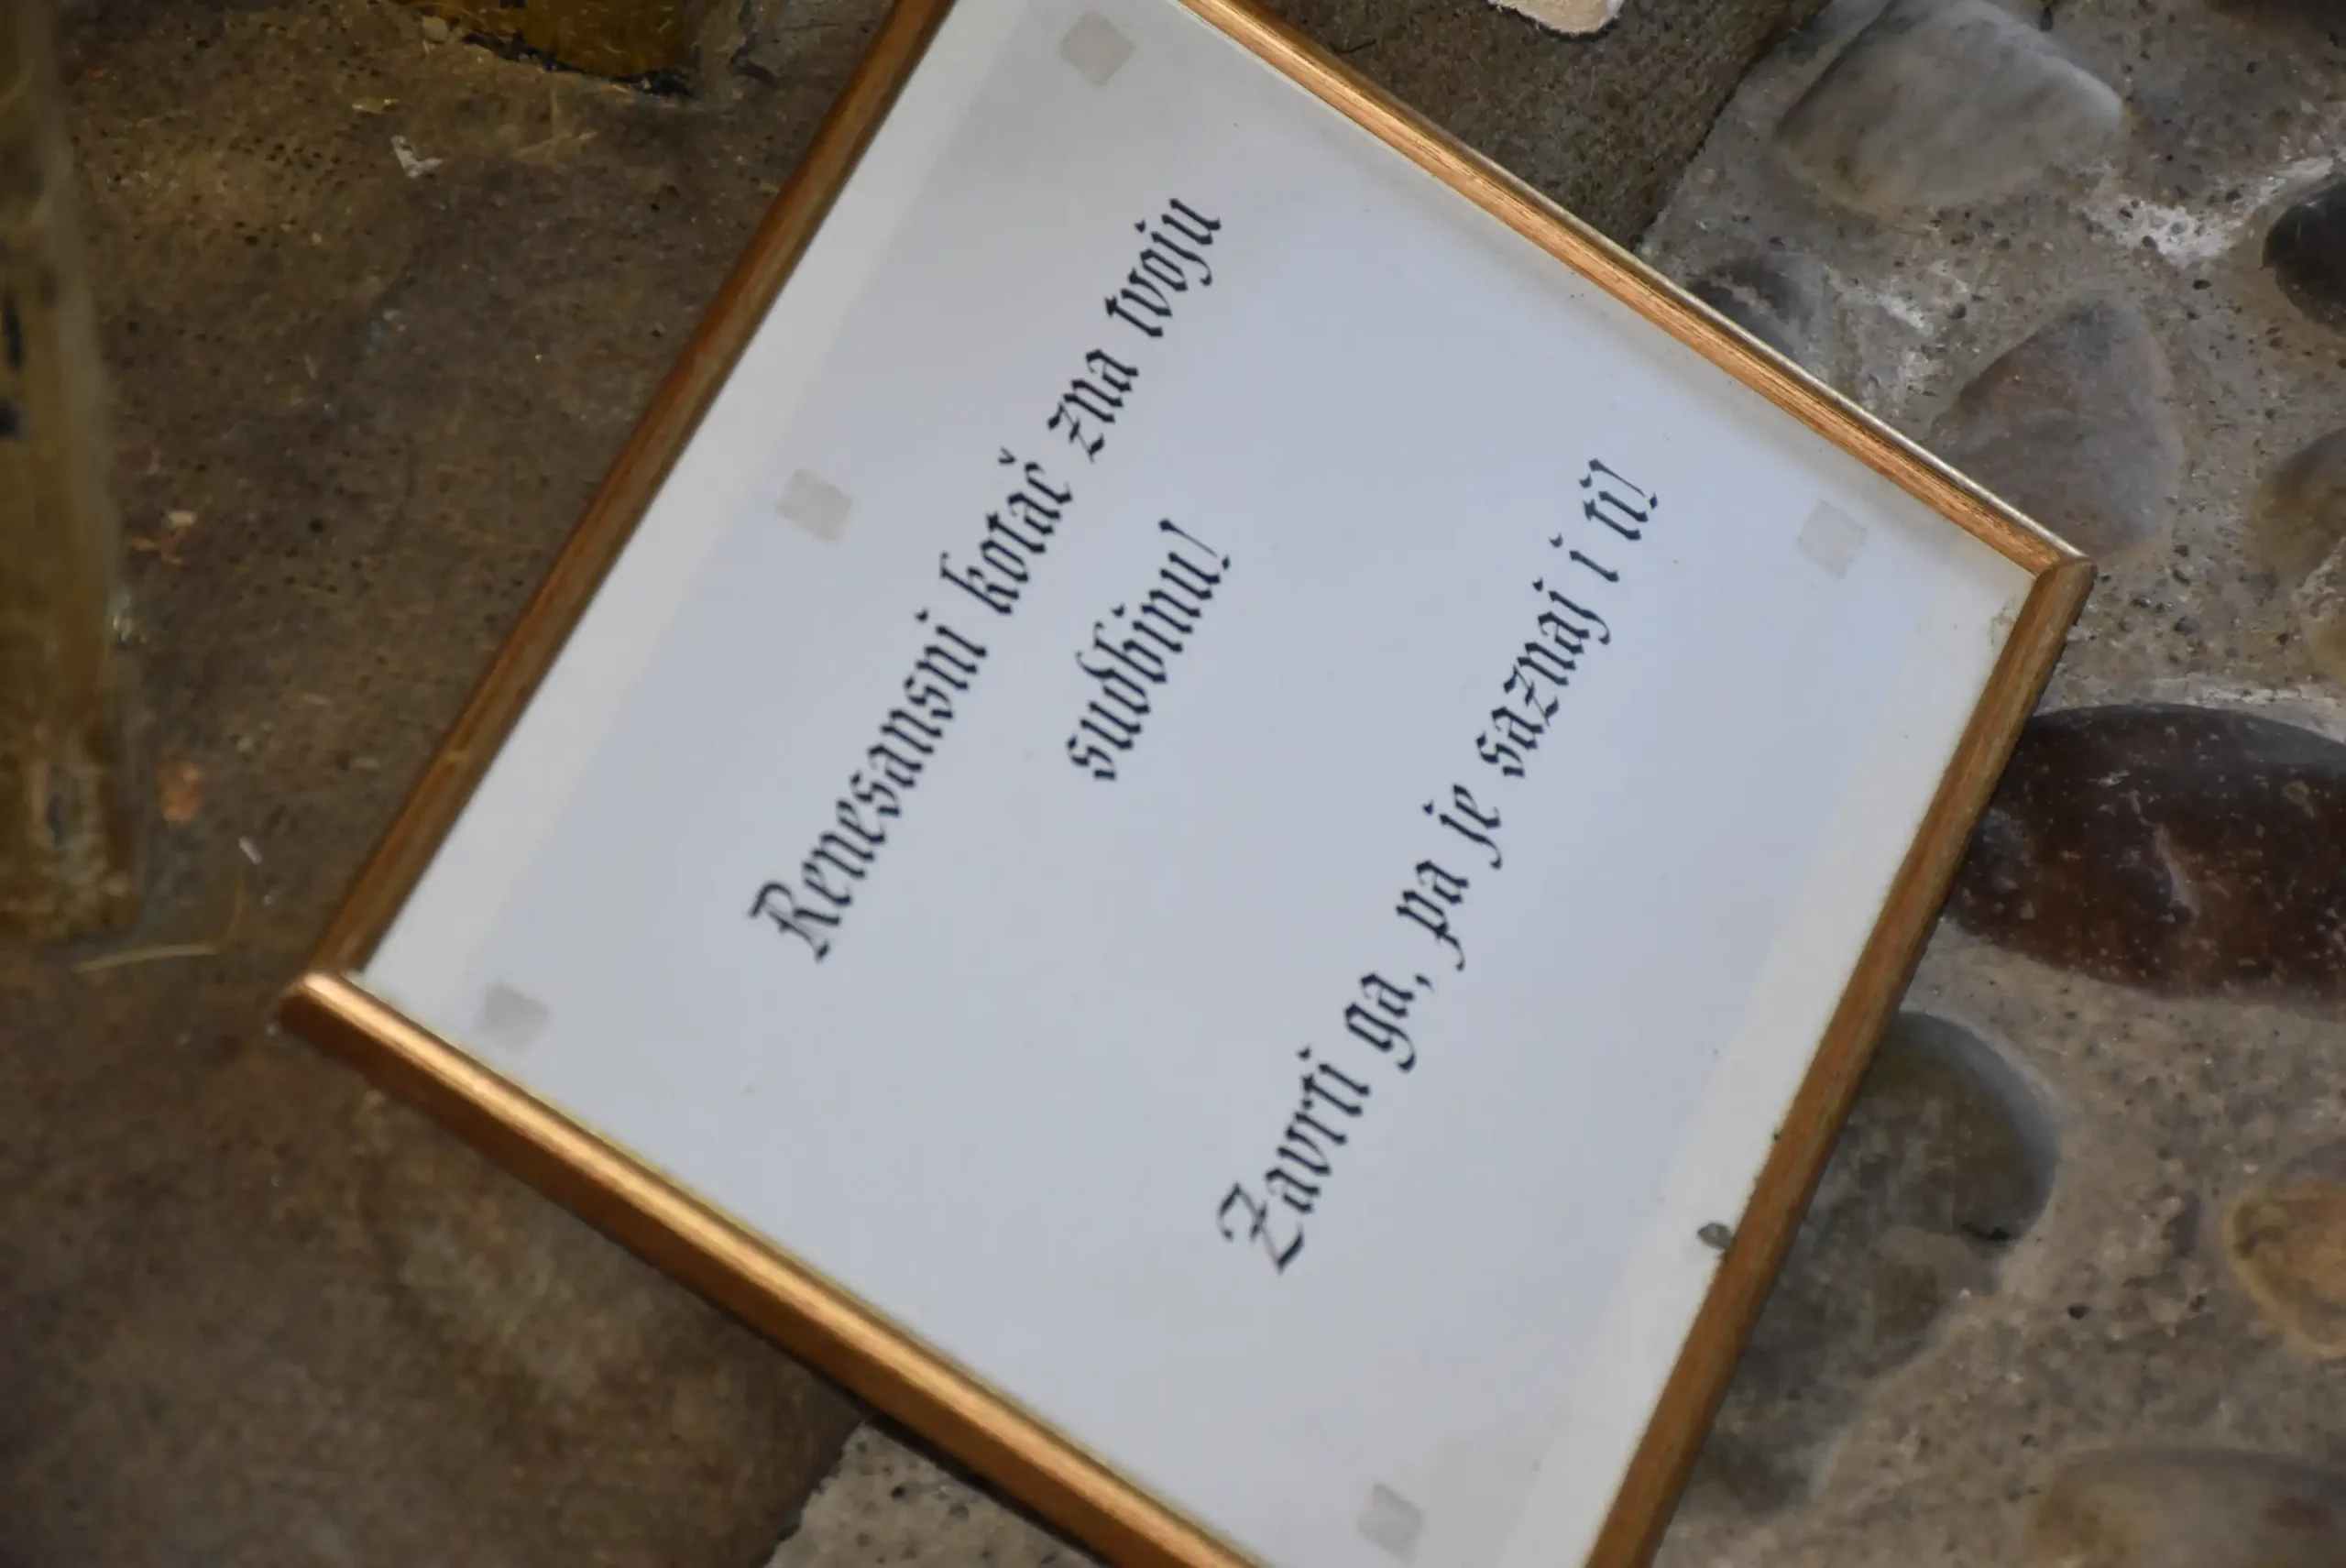 Renesansni kotač zna tvoju
sudbinu!
Zavrti ga, pa je saznaj i ti!